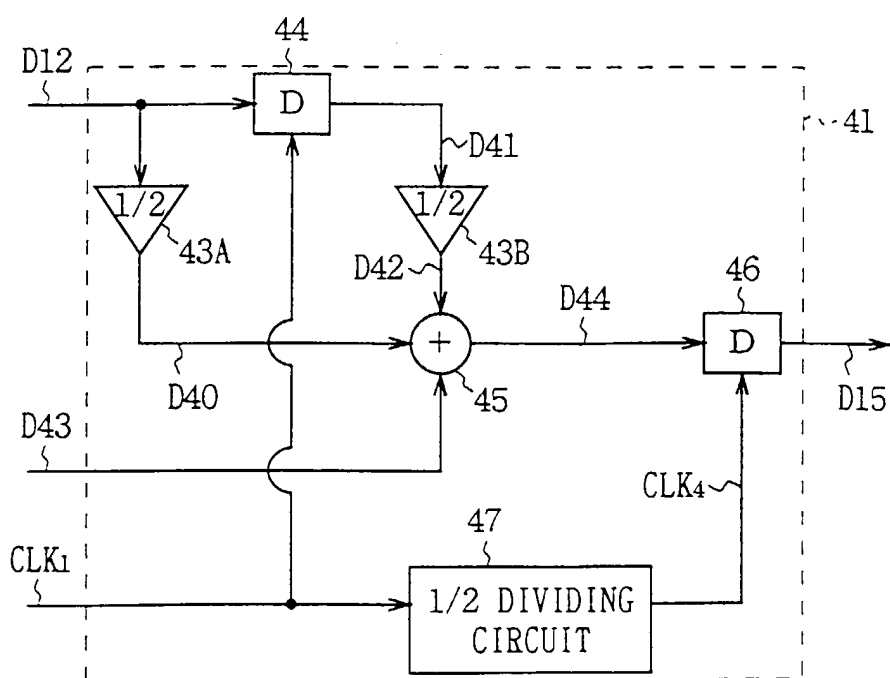 44
D12
D
41
D41
1/2
1/2
43A
43B
D42
46
D44
+
D
D40
45
D15
D43
CLK4
47
CLK1
1/2 DIVIDING
CIRCUIT